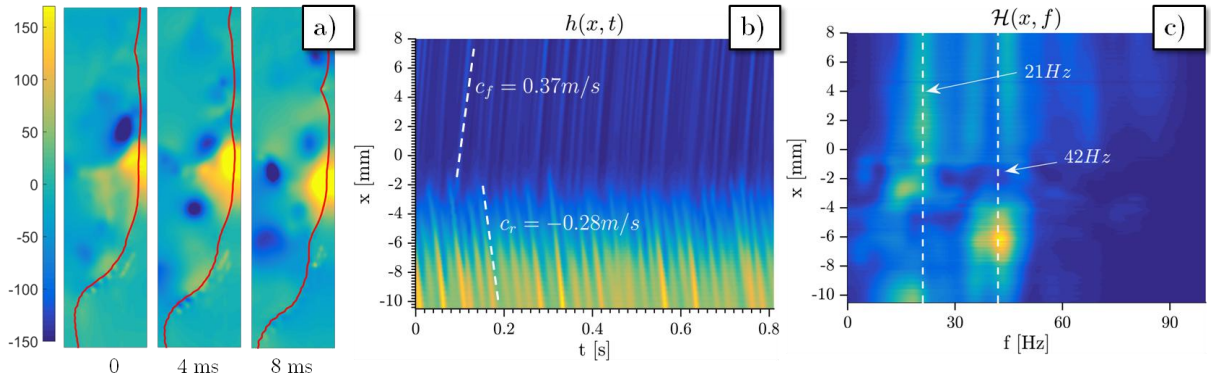 a)
150
100
50
0
-50
-100
-150
0
4 ms
8 ms
h(x, t)
b)
x [mm]
8
6
4
2
0
-2
-4
-6
-8
-10
c_f = 0.37m/s
c_r = −0.28m/s
0
0.2
0.4
0.6
0.8
t [s]
ℋ(x, f)
c)
x [mm]
8
6
4
2
0
-2
-4
-6
-8
-10
21Hz
42Hz
0
30
60
90
f [Hz]